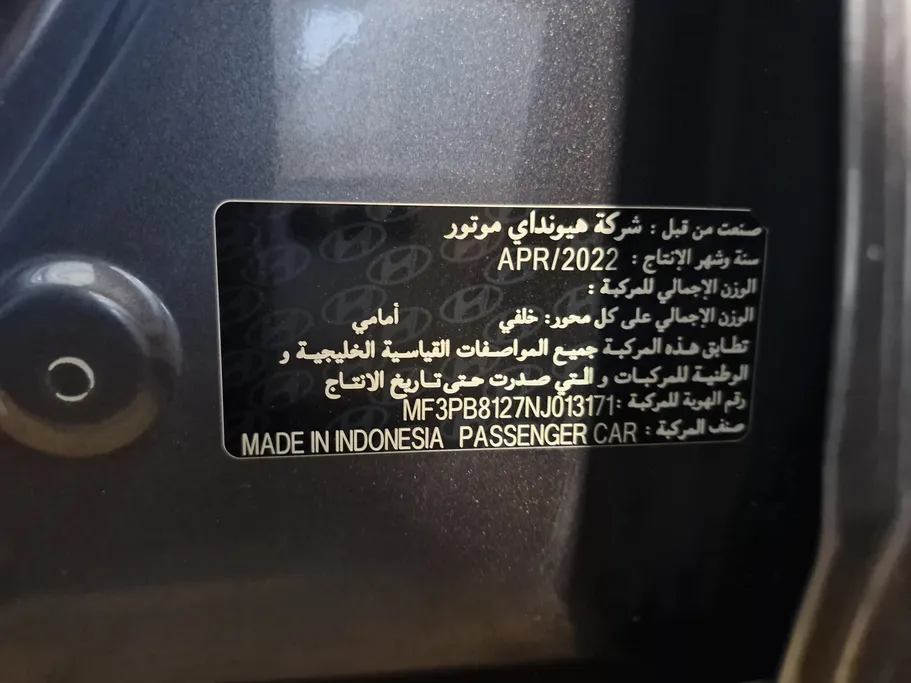 صنعت من قبل : شركة هيونداي موتور
سنة وشهر الإنتاج : APR/2022
الوزن الإجمالي للمركبة :
الوزن الإجمالي على كل محور: خلفي أمامي
تطابق هذه المركبة جميع المواصفات القياسية الخليجية و
الوطنية للمركبات و التي صدرت حتى تاريخ الانتاج
رقم الهوية للمركبة :MF3PB8127NJ013171
صنف المركبة : MADE IN INDONESIA PASSENGER CAR